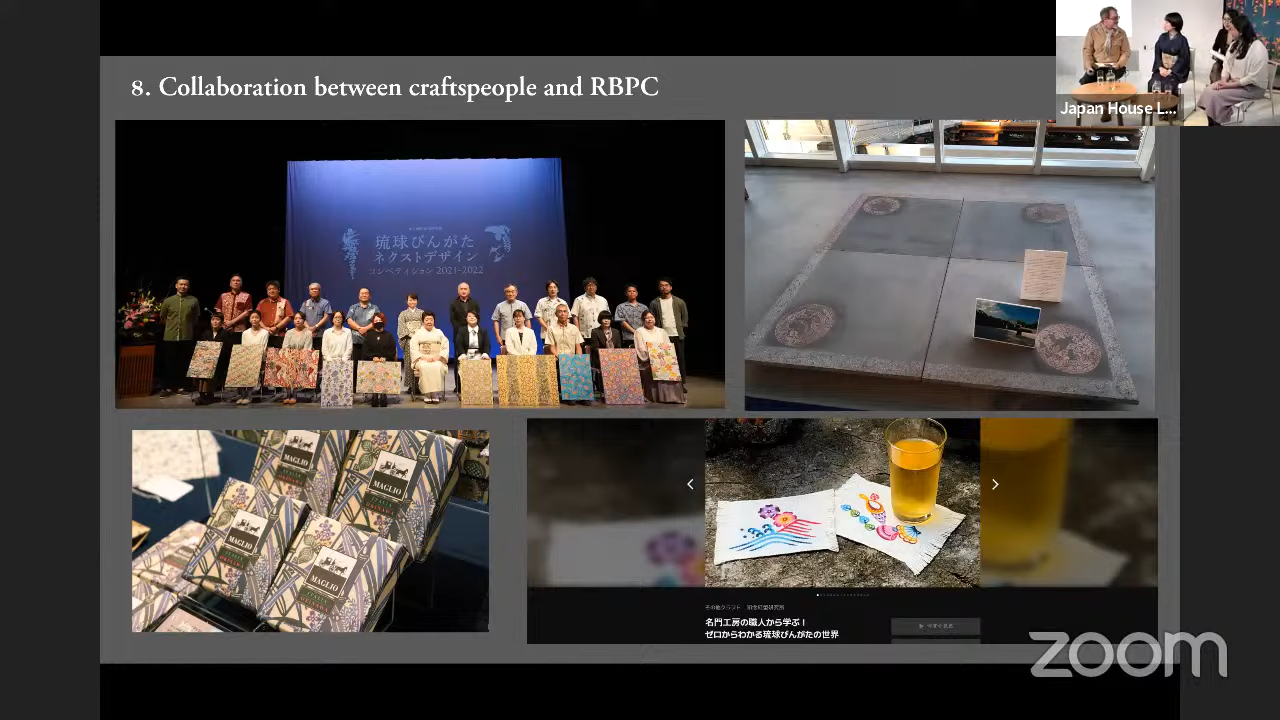 8. Collaboration between craftspeople and RBPC
Japan House L...
琉球びんがた
ネクストデザイン
コンペティション 2021-2022
MAGLIO
MAGLIO
MAGLIO
MAGLIO
名門工房の職人から学ぶ！
ゼロからわかる琉球びんがたの世界
zoom